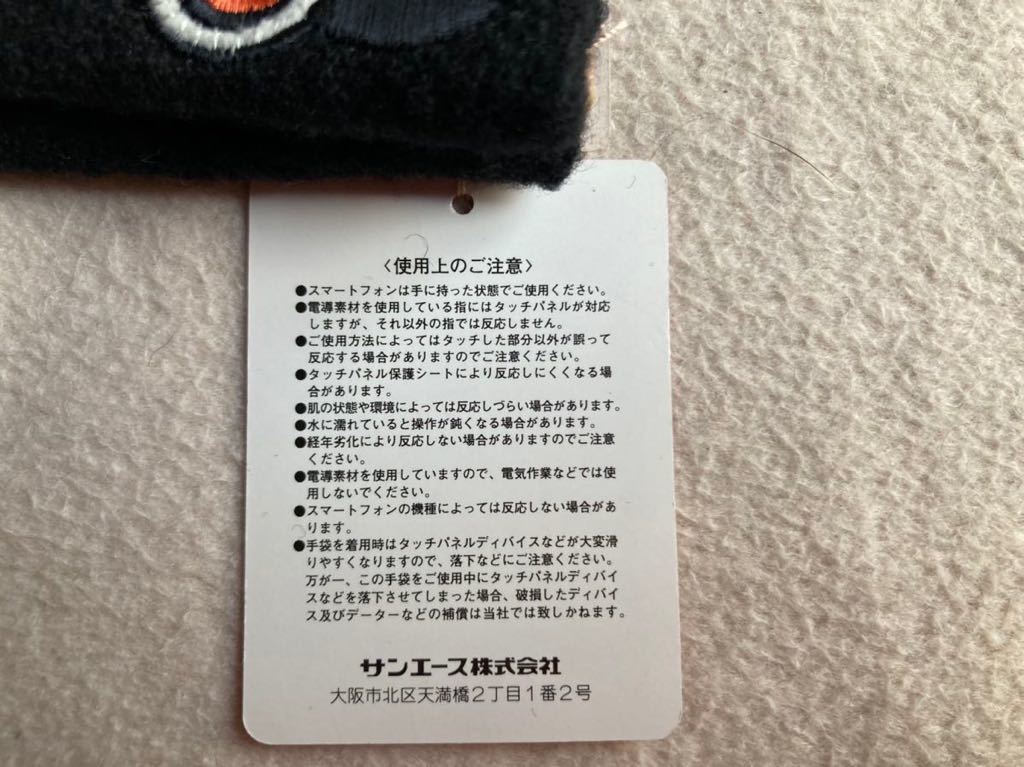 〈使用上のご注意〉
●スマートフォンは手に持った状態でご使用ください。
●電導素材を使用している指にはタッチパネルが対応
しますが、それ以外の指では反応しません。
●ご使用方法によってはタッチした部分以外が誤って
反応する場合がありますのでご注意ください。
●タッチパネル保護シートにより反応しにくくなる場
合があります。
●肌の状態や環境によっては反応しづらい場合があります。
●水に濡れていると操作が鈍くなる場合があります。
●経年劣化により反応しない場合がありますのでご注意
ください。
●電導素材を使用していますので、電気作業などでは使
用しないでください。
●スマートフォンの機種によっては反応しない場合があ
ります。
●手袋を着用時はタッチパネルディバイスなどが大変滑
りやすくなりますので、落下などにご注意ください。
万が一、この手袋をご使用中にタッチパネルディバイ
スなどを落下させてしまった場合、破損したディバイ
ス及びデーターなどの補償は当社では致しかねます。
サンエース株式会社
大阪市北区天満橋2丁目1番2号